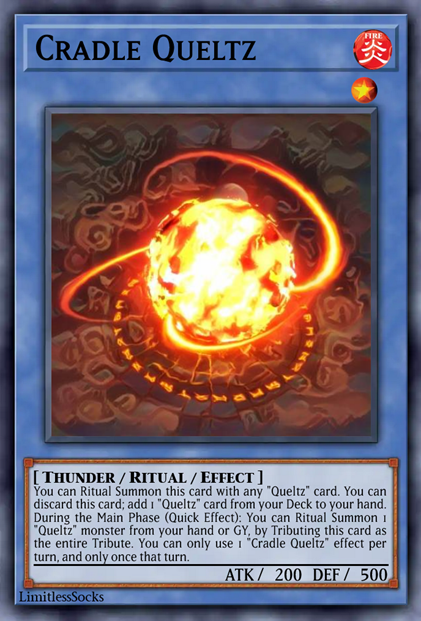 CRADLE QUELTZ
FIRE
炎
[ THUNDER / RITUAL / EFFECT ]
You can Ritual Summon this card with any "Queltz" card. You can
discard this card; add 1 "Queltz" card from your Deck to your hand.
During the Main Phase (Quick Effect): You can Ritual Summon 1
"Queltz" monster from your hand or GY, by Tributing this card as
the entire Tribute. You can only use 1 "Cradle Queltz" effect per
turn, and only once that turn.
ATK / 200 DEF / 500
LimitlessSocks